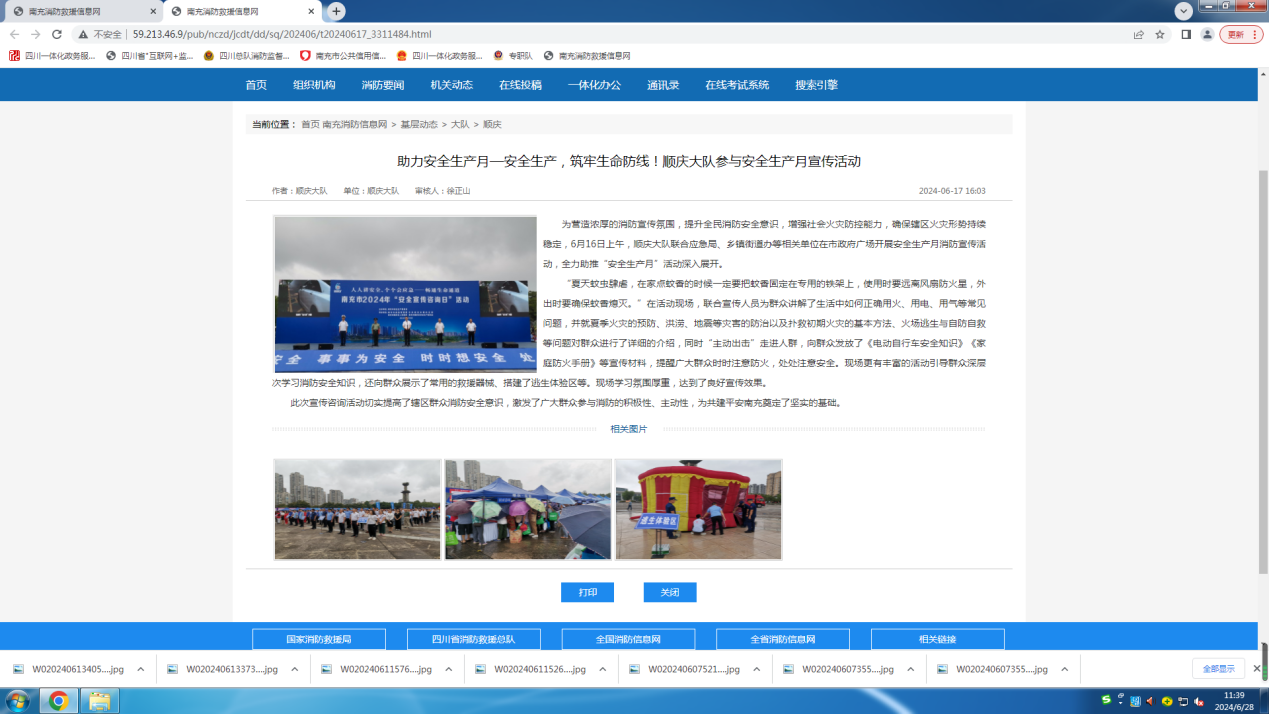 南充消防救援信息网
南充消防救援信息网
不安全 59.213.46.9/pub/nczd/jcdt/dd/sq/202406/t20240617_3311484.html
更新
四川一体化政务服... 四川省"互联网+监... 四川总队消防监督... 南充市公共信用信... 四川一体化政务服... 专职队 南充消防救援信息网
首页 组织机构 消防要闻 机关动态 在线投稿 一体化办公 通讯录 在线考试系统 搜索引擎
当前位置： 首页 南充消防信息网 > 基层动态 > 大队 > 顺庆
助力安全生产月—安全生产，筑牢生命防线！顺庆大队参与安全生产月宣传活动
作者：顺庆大队 单位：顺庆大队 审核人：徐正山 2024-06-17 16:03
人人讲安全、个个会应急——畅通生命通道
南充市2024年“安全宣传咨询日”活动
安全 事事为安全 时时想安全 处
为营造浓厚的消防宣传氛围，提升全民消防安全意识，增强社会火灾防控能力，确保辖区火灾形势持续
稳定，6月16日上午，顺庆大队联合应急局、乡镇街道办等相关单位在市政府广场开展安全生产月消防宣传活
动，全力助推“安全生产月”活动深入展开。
“夏天蚊虫肆虐，在家点蚊香的时候一定要把蚊香固定在专用的铁架上，使用时要远离风扇防火星，外
出时要确保蚊香熄灭。”在活动现场，联合宣传人员为群众讲解了生活中如何正确用火、用电、用气等常见
问题，并就夏季火灾的预防、洪涝、地震等灾害的防治以及扑救初期火灾的基本方法、火场逃生与自防自救
等问题对群众进行了详细的介绍，同时“主动出击”走进人群，向群众发放了《电动自行车安全知识》《家
庭防火手册》等宣传材料，提醒广大群众时时注意防火，处处注意安全。现场更有丰富的活动引导群众深层
次学习消防安全知识，还向群众展示了常用的救援器械、搭建了逃生体验区等。现场学习氛围厚重，达到了良好宣传效果。
此次宣传咨询活动切实提高了辖区群众消防安全意识，激发了广大群众参与消防的积极性、主动性，为共建平安南充奠定了坚实的基础。
相关图片
逃生体验区
打印 关闭
国家消防救援局 四川省消防救援总队 全国消防信息网 全省消防信息网 相关链接
W020240613405....jpg W020240613373....jpg W020240611576....jpg W020240611526....jpg W020240607521....jpg W020240607355....jpg W020240607355....jpg 全部显示
11:39
2024/6/28